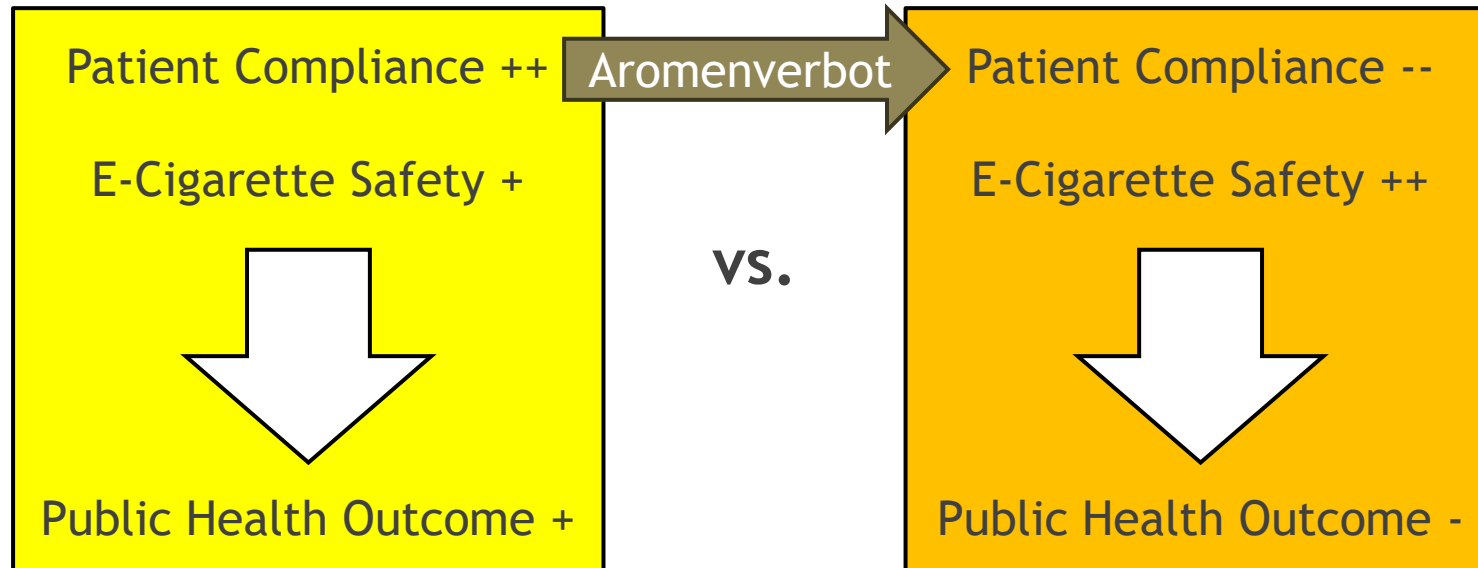 Patient Compliance ++
E-Cigarette Safety +
Public Health Outcome +
Aromenverbot
vs.
Patient Compliance --
E-Cigarette Safety ++
Public Health Outcome -